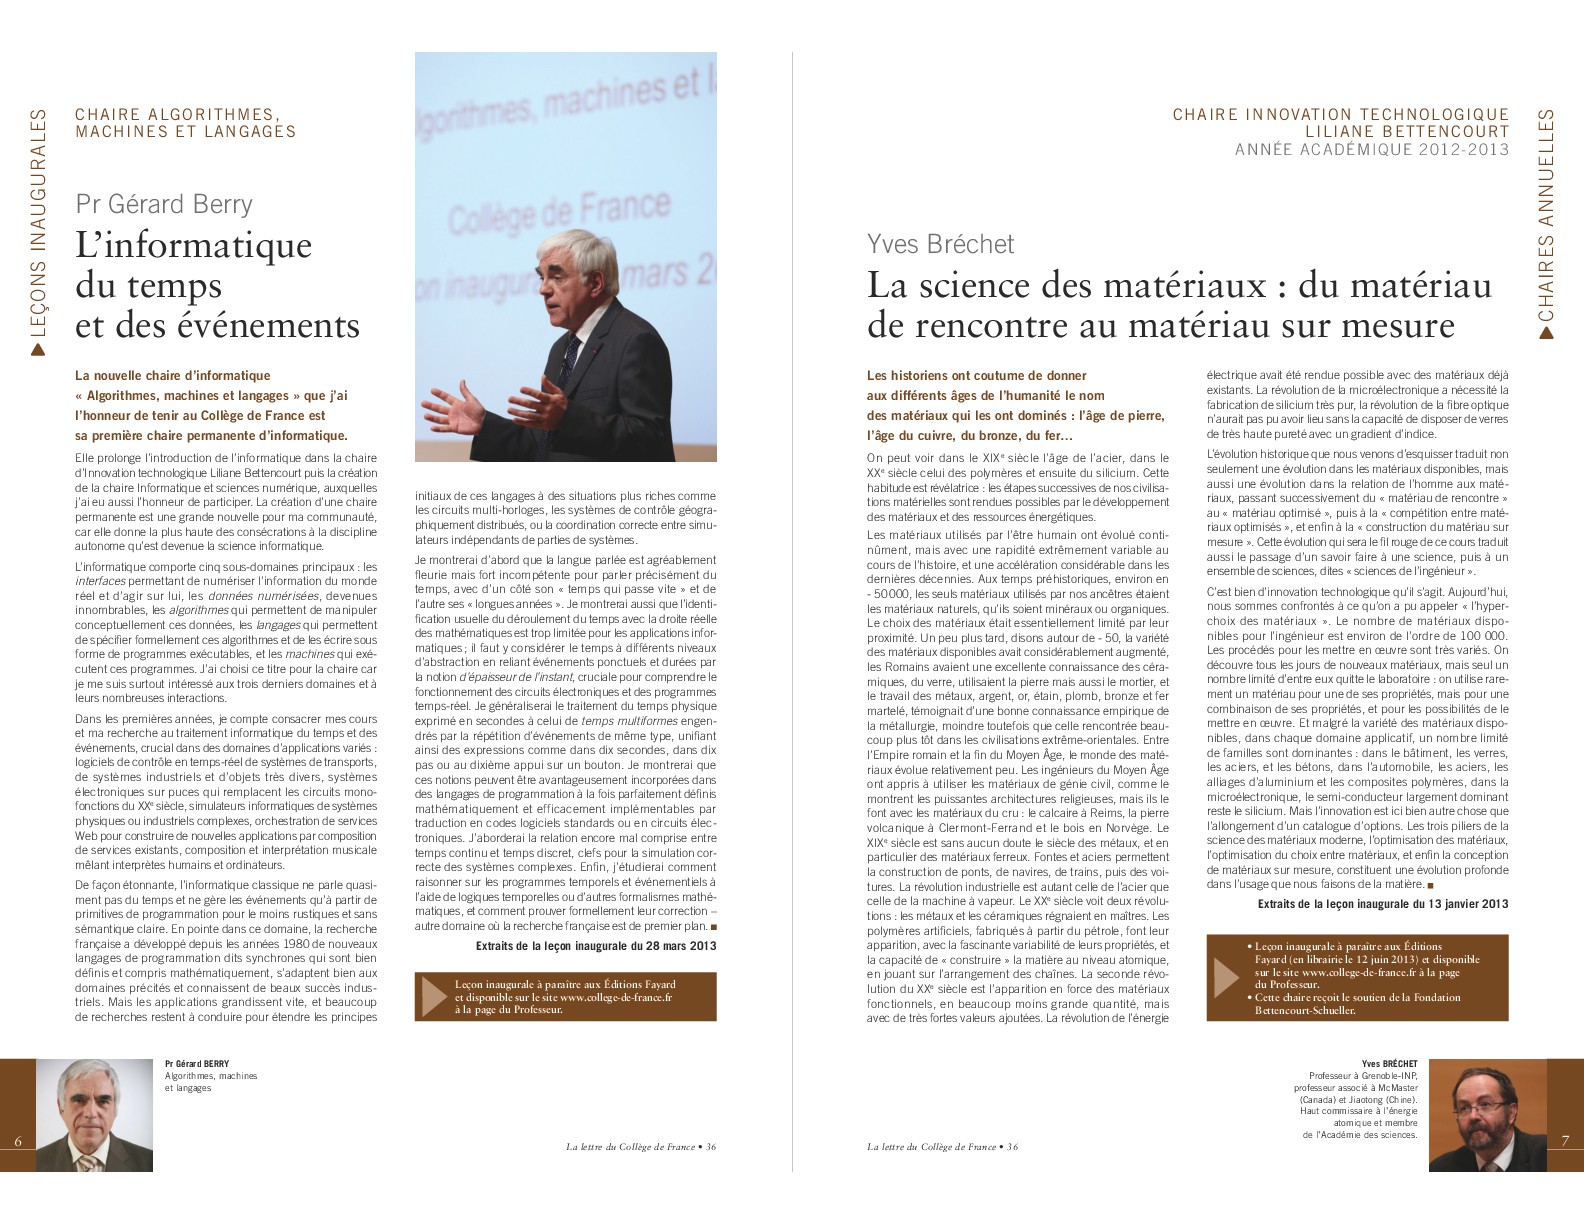 LEÇONS INAUGURALES
CHAIRE ALGORITHMES,
MACHINES ET LANGAGES
Pr Gérard Berry
L’informatique
du temps
et des événements
La nouvelle chaire d’informatique
« Algorithmes, machines et langages » que j’ai
l’honneur de tenir au Collège de France est
sa première chaire permanente d’informatique.
Elle prolonge l’introduction de l’informatique dans la chaire
d’Innovation technologique Liliane Bettencourt puis la création
de la chaire Informatique et sciences numérique, auxquelles
j’ai eu aussi l’honneur de participer. La création d’une chaire
permanente est une grande nouvelle pour ma communauté,
car elle donne la plus haute des consécrations à la discipline
autonome qu’est devenue la science informatique.
L’informatique comporte cinq sous-domaines principaux : les
interfaces permettant de numériser l’information du monde
réel et d’agir sur lui, les données numérisées, devenues
innombrables, les algorithmes qui permettent de manipuler
conceptuellement ces données, les langages qui permettent
de spécifier formellement ces algorithmes et de les écrire sous
forme de programmes exécutables, et les machines qui exé-
cutent ces programmes. J’ai choisi ce titre pour la chaire car
je me suis surtout intéressé aux trois derniers domaines et à
leurs nombreuses interactions.
Dans les premières années, je compte consacrer mes cours
et ma recherche au traitement informatique du temps et des
événements, crucial dans des domaines d’applications variés :
logiciels de contrôle en temps-réel de systèmes de transports,
de systèmes industriels et d’objets très divers, systèmes
électroniques sur puces qui remplacent les circuits mono-
fonctions du XXe siècle, simulateurs informatiques de systèmes
physiques ou industriels complexes, orchestration de services
Web pour construire de nouvelles applications par composition
de services existants, composition et interprétation musicale
mêlant interprètes humains et ordinateurs.
De façon étonnante, l’informatique classique ne parle quasi-
ment pas du temps et ne gère les événements qu’à partir de
primitives de programmation pour le moins rustiques et sans
sémantique claire. En pointe dans ce domaine, la recherche
française a développé depuis les années 1980 de nouveaux
langages de programmation dits synchrones qui sont bien
définis et compris mathématiquement, s’adaptent bien aux
domaines précités et connaissent de beaux succès indus-
triels. Mais les applications grandissent vite, et beaucoup
de recherches restent à conduire pour étendre les principes
gorithmes, machines et l
Collège de France
on inaugur mars 2
initiaux de ces langages à des situations plus riches comme
les circuits multi-horloges, les systèmes de contrôle géogra-
phiquement distribués, ou la coordination correcte entre simu-
lateurs indépendants de parties de systèmes.
Je montrerai d’abord que la langue parlée est agréablement
fleurie mais fort incompétente pour parler précisément du
temps, avec d’un côté son « temps qui passe vite » et de
l’autre ses « longues années ». Je montrerai aussi que l’identi-
fication usuelle du déroulement du temps avec la droite réelle
des mathématiques est trop limitée pour les applications infor-
matiques ; il faut y considérer le temps à différents niveaux
d’abstraction en reliant événements ponctuels et durées par
la notion d’épaisseur de l’instant, cruciale pour comprendre le
fonctionnement des circuits électroniques et des programmes
temps-réel. Je généraliserai le traitement du temps physique
exprimé en secondes à celui de temps multiformes engen-
drés par la répétition d’événements de même type, unifiant
ainsi des expressions comme dans dix secondes, dans dix
pas ou au dixième appui sur un bouton. Je montrerai que
ces notions peuvent être avantageusement incorporées dans
des langages de programmation à la fois parfaitement définis
mathématiquement et efficacement implémentables par
traduction en codes logiciels standards ou en circuits élec-
troniques. J’aborderai la relation encore mal comprise entre
temps continu et temps discret, clefs pour la simulation cor-
recte des systèmes complexes. Enfin, j’étudierai comment
raisonner sur les programmes temporels et événementiels à
l’aide de logiques temporelles ou d’autres formalismes mathé-
matiques, et comment prouver formellement leur correction –
autre domaine où la recherche française est de premier plan. ■
Extraits de la leçon inaugurale du 28 mars 2013
Leçon inaugurale à paraître aux Éditions Fayard
et disponible sur le site www.college-de-france.fr
à la page du Professeur.
Pr Gérard BERRY
Algorithmes, machines
et langages
6
La lettre du Collège de France • 36
CHAIRE INNOVATION TECHNOLOGIQUE
LILIANE BETTENCOURT
ANNÉE ACADÉMIQUE 2012-2013
CHAIRES ANNUELLES
Yves Bréchet
La science des matériaux : du matériau
de rencontre au matériau sur mesure
Les historiens ont coutume de donner
aux différents âges de l’humanité le nom
des matériaux qui les ont dominés : l’âge de pierre,
l’âge du cuivre, du bronze, du fer…
On peut voir dans le XIXe siècle l’âge de l’acier, dans le
XXe siècle celui des polymères et ensuite du silicium. Cette
habitude est révélatrice : les étapes successives de nos civilisa-
tions matérielles sont rendues possibles par le développement
des matériaux et des ressources énergétiques.
Les matériaux utilisés par l’être humain ont évolué conti-
nûment, mais avec une rapidité extrêmement variable au
cours de l’histoire, et une accélération considérable dans les
dernières décennies. Aux temps préhistoriques, environ en
- 50 000, les seuls matériaux utilisés par nos ancêtres étaient
les matériaux naturels, qu’ils soient minéraux ou organiques.
Le choix des matériaux était essentiellement limité par leur
proximité. Un peu plus tard, disons autour de - 50, la variété
des matériaux disponibles avait considérablement augmenté,
les Romains avaient une excellente connaissance des céra-
miques, du verre, utilisaient la pierre mais aussi le mortier, et
le travail des métaux, argent, or, étain, plomb, bronze et fer
martelé, témoignait d’une bonne connaissance empirique de
la métallurgie, moindre toutefois que celle rencontrée beau-
coup plus tôt dans les civilisations extrême-orientales. Entre
l’Empire romain et la fin du Moyen Âge, le monde des maté-
riaux évolue relativement peu. Les ingénieurs du Moyen Âge
ont appris à utiliser les matériaux de génie civil, comme le
montrent les puissantes architectures religieuses, mais ils le
font avec les matériaux du cru : le calcaire à Reims, la pierre
volcanique à Clermont-Ferrand et le bois en Norvège. Le
XIXe siècle est sans aucun doute le siècle des métaux, et en
particulier des matériaux ferreux. Fontes et aciers permettent
la construction de ponts, de navires, de trains, puis des voi-
tures. La révolution industrielle est autant celle de l’acier que
celle de la machine à vapeur. Le XXe siècle voit deux révolu-
tions : les métaux et les céramiques régnaient en maîtres. Les
polymères artificiels, fabriqués à partir du pétrole, font leur
apparition, avec la fascinante variabilité de leurs propriétés, et
la capacité de « construire » la matière au niveau atomique,
en jouant sur l’arrangement des chaînes. La seconde révo-
lution du XXe siècle est l’apparition en force des matériaux
fonctionnels, en beaucoup moins grande quantité, mais
avec de très fortes valeurs ajoutées. La révolution de l’énergie
électrique avait été rendue possible avec des matériaux déjà
existants. La révolution de la microélectronique a nécessité la
fabrication de silicium très pur, la révolution de la fibre optique
n’aurait pas pu avoir lieu sans la capacité de disposer de verres
de très haute pureté avec un gradient d’indice.
L’évolution historique que nous venons d’esquisser traduit non
seulement une évolution dans les matériaux disponibles, mais
aussi une évolution dans la relation de l’homme aux maté-
riaux, passant successivement du « matériau de rencontre »
au « matériau optimisé », puis à la « compétition entre maté-
riaux optimisés », et enfin à la « construction du matériau sur
mesure ». Cette évolution qui sera le fil rouge de ce cours traduit
aussi le passage d’un savoir faire à une science, puis à un
ensemble de sciences, dites « sciences de l’ingénieur ».
C’est bien d’innovation technologique qu’il s’agit. Aujourd’hui,
nous sommes confrontés à ce qu’on a pu appeler « l’hyper-
choix des matériaux ». Le nombre de matériaux dispo-
nibles pour l’ingénieur est environ de l’ordre de 100 000.
Les procédés pour les mettre en œuvre sont très variés. On
découvre tous les jours de nouveaux matériaux, mais seul un
nombre limité d’entre eux quitte le laboratoire : on utilise rare-
ment un matériau pour une de ses propriétés, mais pour une
combinaison de ses propriétés, et pour les possibilités de le
mettre en œuvre. Et malgré la variété des matériaux dispo-
nibles, dans chaque domaine applicatif, un nombre limité
de familles sont dominantes : dans le bâtiment, les verres,
les aciers, et les bétons, dans l’automobile, les aciers, les
alliages d’aluminium et les composites polymères, dans la
microélectronique, le semi-conducteur largement dominant
reste le silicium. Mais l’innovation est ici bien autre chose que
l’allongement d’un catalogue d’options. Les trois piliers de la
science des matériaux moderne, l’optimisation des matériaux,
l’optimisation du choix entre matériaux, et enfin la conception
de matériaux sur mesure, constituent une évolution profonde
dans l’usage que nous faisons de la matière. ■
Extraits de la leçon inaugurale du 13 janvier 2013
• Leçon inaugurale à paraître aux Éditions
Fayard (en librairie le 12 juin 2013) et disponible
sur le site www.college-de-france.fr à la page
du Professeur.
• Cette chaire reçoit le soutien de la Fondation
Bettencourt-Schueller.
Yves BRÉCHET
Professeur à Grenoble-INP,
professeur associé à McMaster
(Canada) et Jiaotong (Chine).
Haut commissaire à l’énergie
atomique et membre
de l’Académie des sciences.
La lettre du Collège de France • 36
7